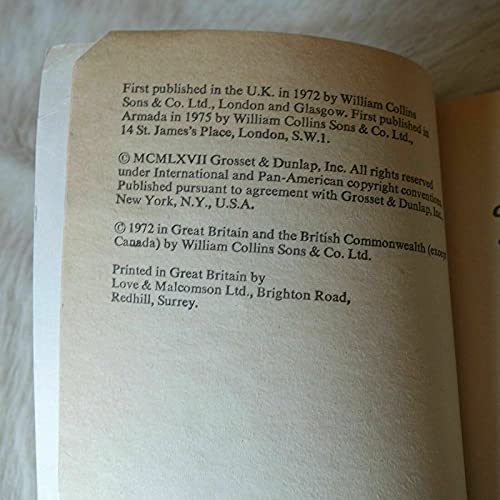 First published in the U.K. in 1972 by William Collins
Sons & Co. Ltd., London and Glasgow. First published in
Armada in 1975 by William Collins Sons & Co. Ltd.,
14 St. James's Place, London, S.W.1.
© MCMLXVII Grosset & Dunlap, Inc. All rights reserved
under International and Pan-American copyright conventions.
Published pursuant to agreement with Grosset & Dunlap, Inc.
New York, N.Y., U.S.A.
© 1972 in Great Britain and the British Commonwealth (except
Canada) by William Collins Sons & Co. Ltd.
Printed in Great Britain by
Love & Malcomson Ltd., Brighton Road,
Redhill, Surrey.